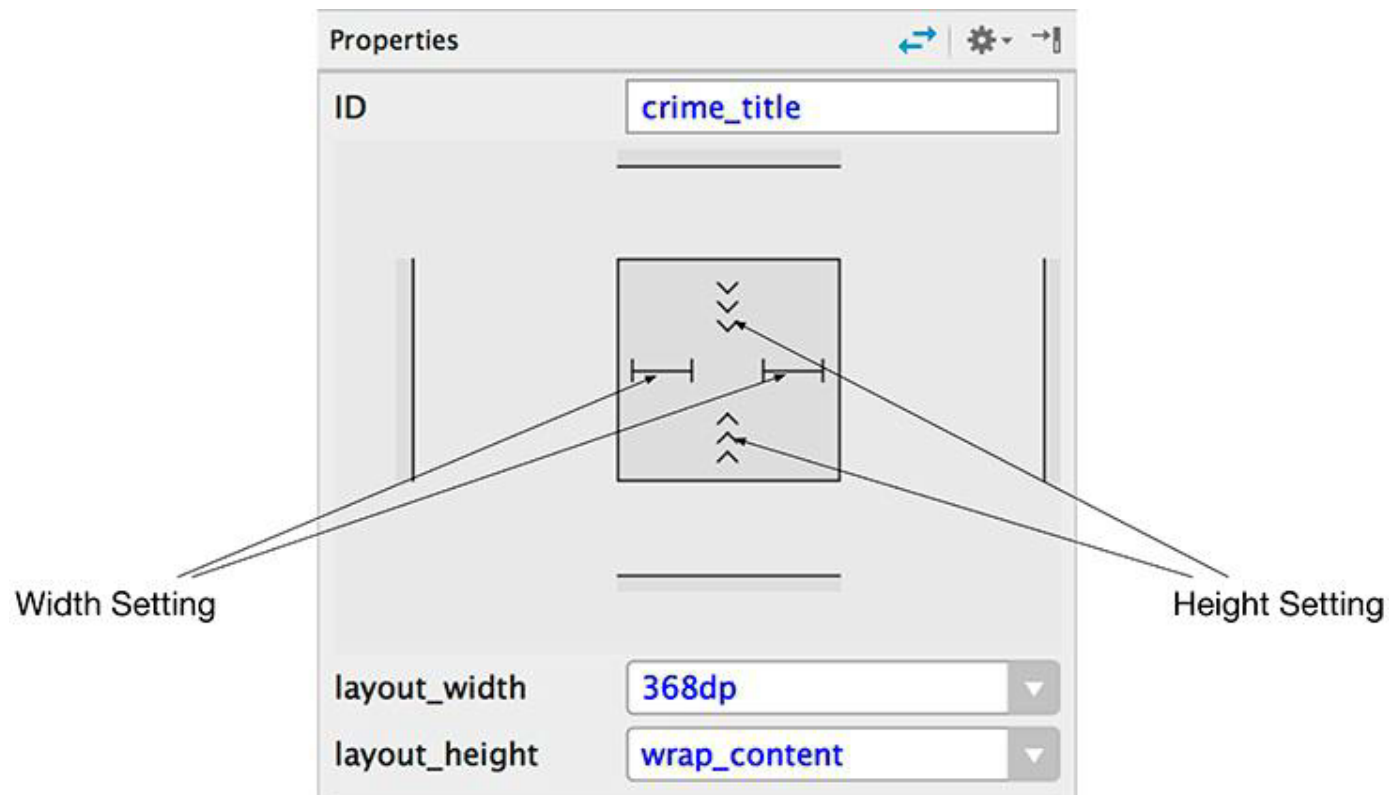 Properties
ID
crime_title
Width Setting
Height Setting
layout_width
368dp
layout_height
wrap_content